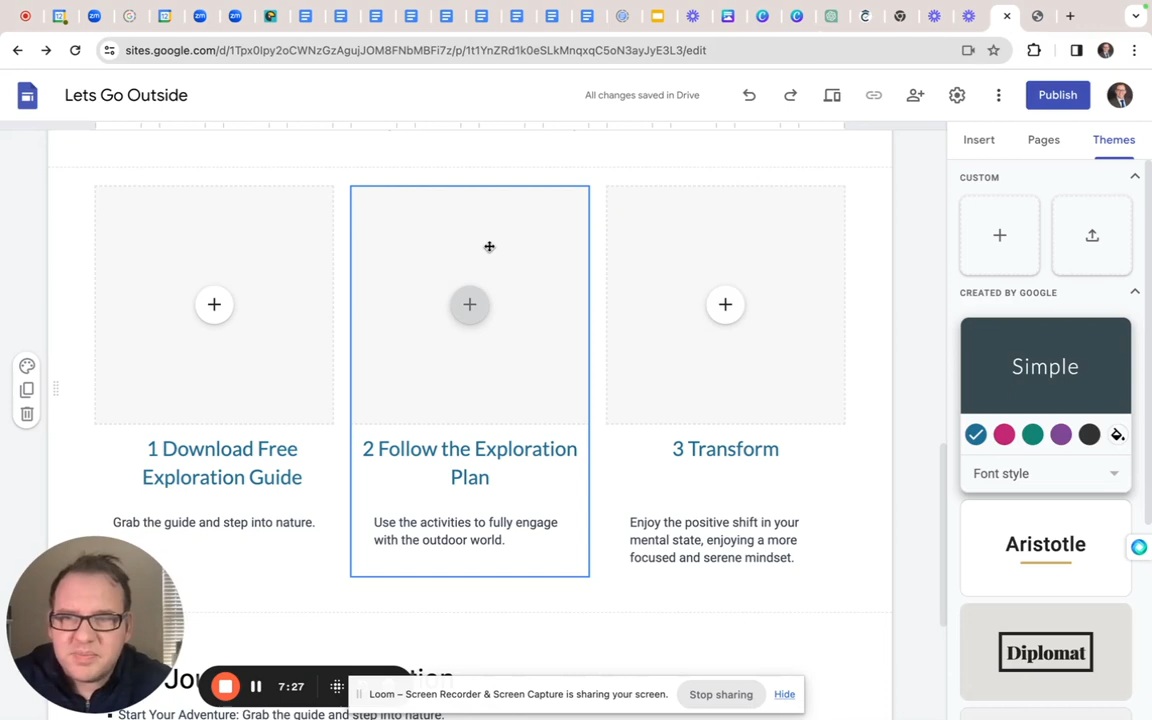 sites.google.com/d/1Tpx0Ipy2oCWNzGzAgujJOM8FNbMBFi7z/p/1t1YnZRd1k0eSLkMnqxqC5oN3ayJyE3L3/edit
Lets Go Outside
All changes saved in Drive
Publish
Insert
Pages
Themes
CUSTOM
CREATED BY GOOGLE
Simple
Font style
Aristotle
Diplomat
1 Download Free
Exploration Guide
Grab the guide and step into nature.
2 Follow the Exploration
Plan
Use the activities to fully engage
with the outdoor world.
3 Transform
Enjoy the positive shift in your
mental state, enjoying a more
focused and serene mindset.
7:27
Loom – Screen Recorder & Screen Capture is sharing your screen.
Stop sharing
Hide
Start Your Adventure: Grab the guide and step into nature.